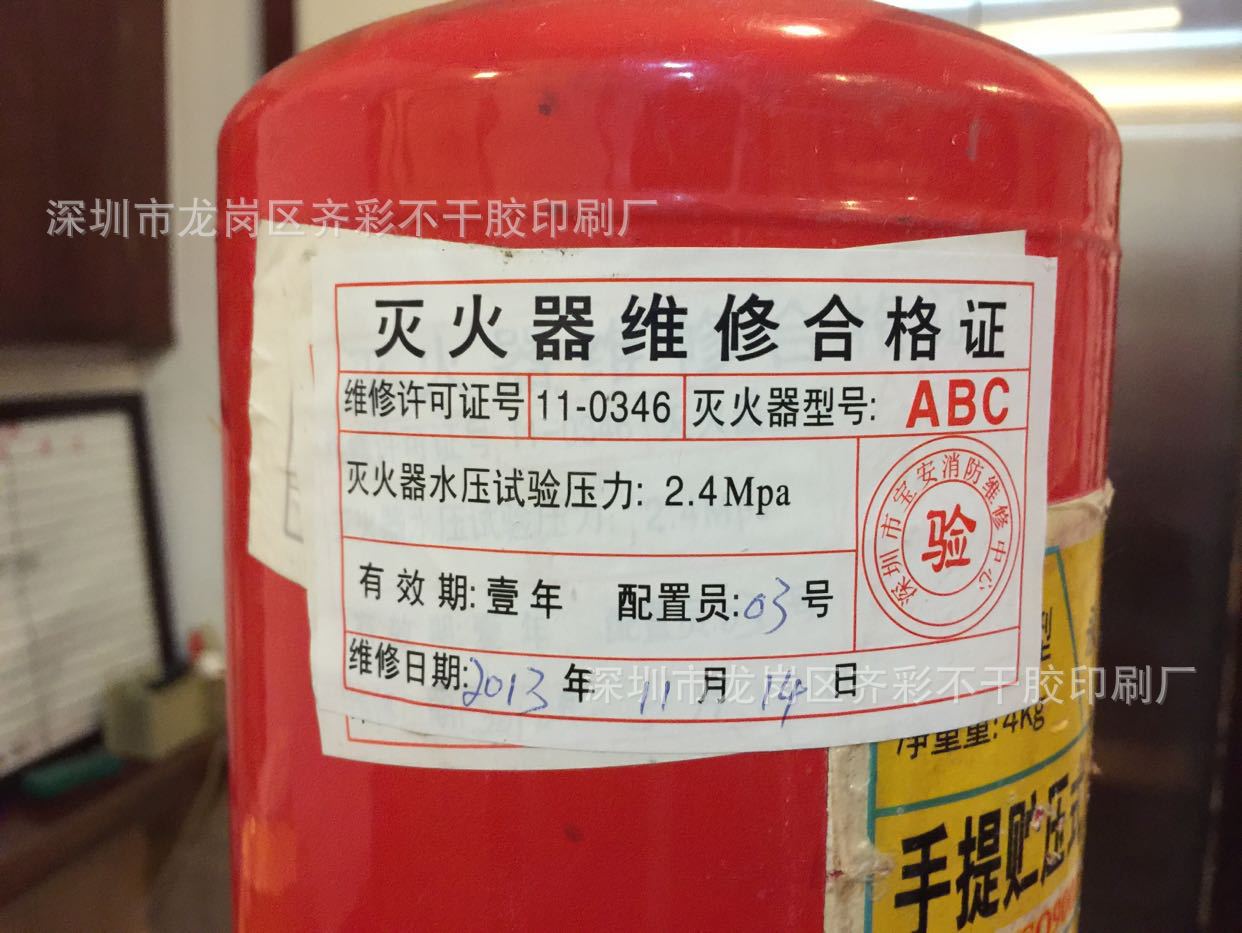 深圳市龙岗区齐彩不干胶印刷厂
灭火器维修合格证
维修许可证号 11-0346 灭火器型号: ABC
灭火器水压试验压力: 2.4Mpa
深圳市宝安消防维修中心
验
有效期:壹年 配置员:03号
维修日期:2013年11月14日
深圳市龙岗区齐彩不干胶印刷厂
型
净重量:4kg
手提贮压式